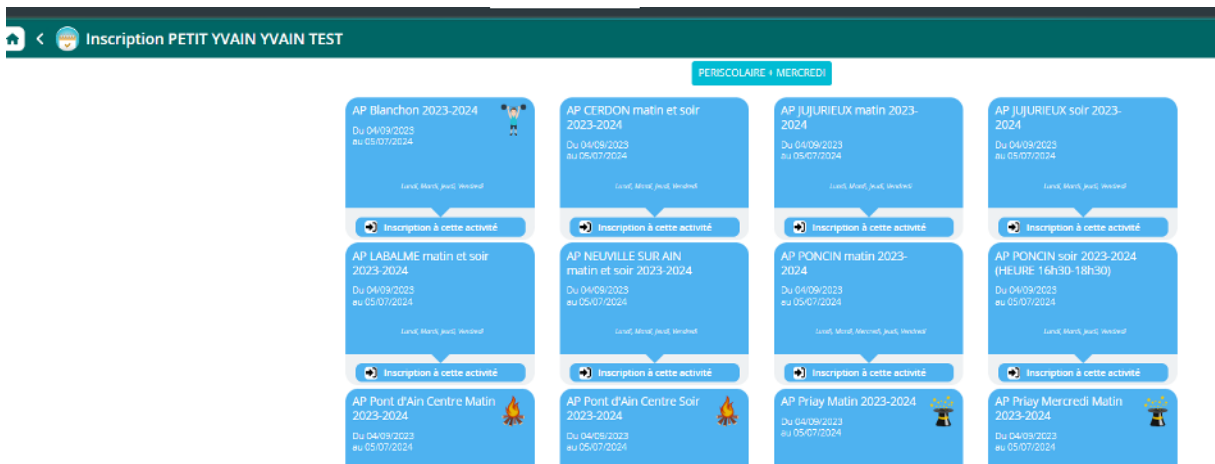 Inscription PETIT YVAIN YVAIN TEST
PERISCOLAIRE + MERCREDI
AP Blanchon 2023-2024
Du 04/09/2023
au 05/07/2024
Lundi, Mardi, Jeudi, Vendredi
Inscription à cette activité
AP CERDON matin et soir
2023-2024
Du 04/09/2023
au 05/07/2024
Lundi, Mardi, Jeudi, Vendredi
Inscription à cette activité
AP JUJURIEUX matin 2023-
2024
Du 04/09/2023
au 05/07/2024
Lundi, Mardi, Jeudi, Vendredi
Inscription à cette activité
AP JUJURIEUX soir 2023-
2024
Du 04/09/2023
au 05/07/2024
Lundi, Mardi, Jeudi, Vendredi
Inscription à cette activité
AP LABALME matin et soir
2023-2024
Du 04/09/2023
au 05/07/2024
Lundi, Mardi, Jeudi, Vendredi
Inscription à cette activité
AP NEUVILLE SUR AIN
matin et soir 2023-2024
Du 04/09/2023
au 05/07/2024
Lundi, Mardi, Jeudi, Vendredi
Inscription à cette activité
AP PONCIN matin 2023-
2024
Du 04/09/2023
au 05/07/2024
Lundi, Mardi, Mercredi, Jeudi, Vendredi
Inscription à cette activité
AP PONCIN soir 2023-2024
(HEURE 16h30-18h30)
Du 04/09/2023
au 05/07/2024
Lundi, Mardi, Jeudi, Vendredi
Inscription à cette activité
AP Pont d'Ain Centre Matin
2023-2024
Du 04/09/2023
au 05/07/2024
AP Pont d'Ain Centre Soir
2023-2024
Du 04/09/2023
au 05/07/2024
AP Priay Matin 2023-2024
Du 04/09/2023
au 05/07/2024
AP Priay Mercredi Matin
2023-2024
Du 04/09/2023
au 05/07/2024